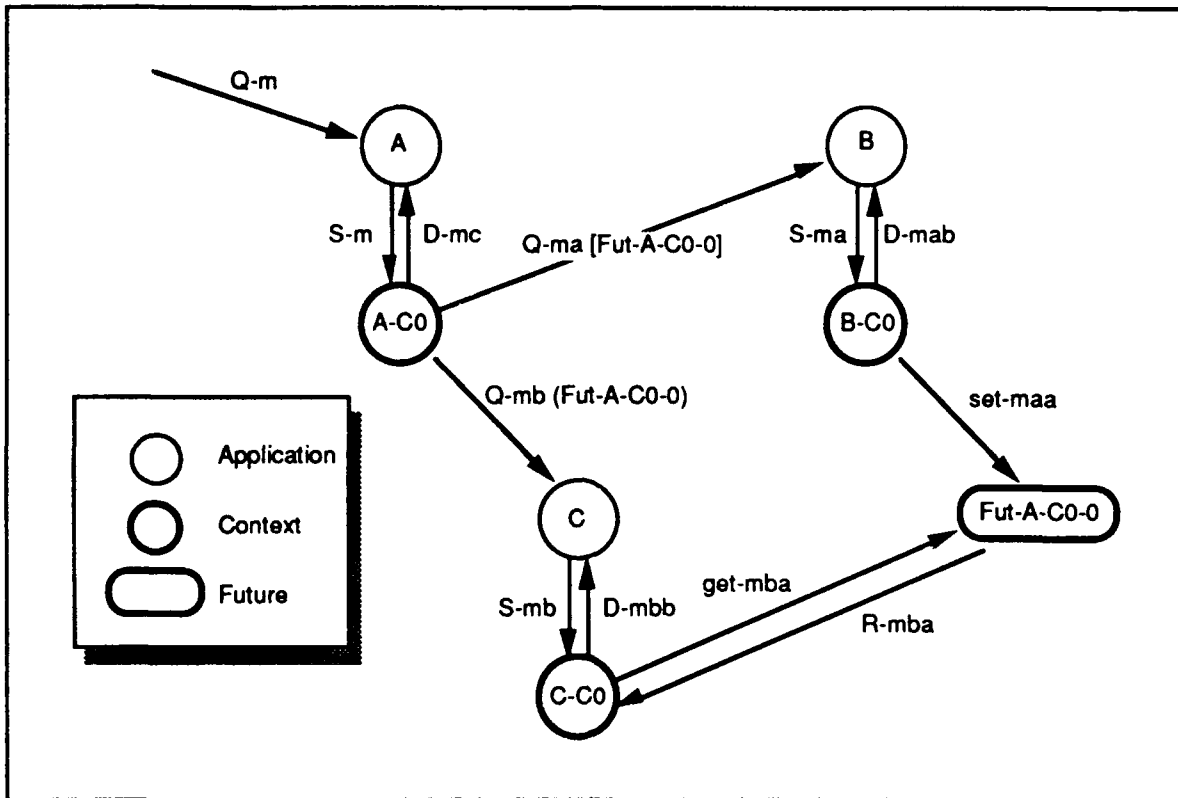 Q-m
A
B
S-m
D-mc
Q-ma [Fut-A-C0-0]
S-ma
D-mab
A-C0
B-C0
Q-mb (Fut-A-C0-0)
set-maa
Application
Context
Future
C
Fut-A-C0-0
get-mba
S-mb
D-mbb
R-mba
C-C0